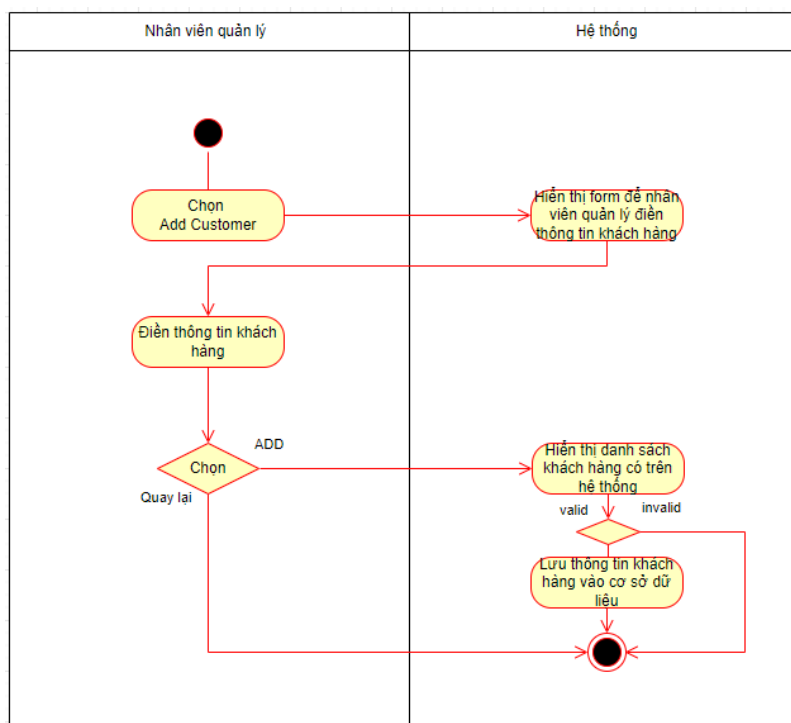 Nhân viên quản lý
Hệ thống
Chọn
Add Customer
Hiển thị form để nhân
viên quản lý điền
thông tin khách hàng
Điền thông tin khách
hàng
Chọn
ADD
Quay lại
Hiển thị danh sách
khách hàng có trên
hệ thống
valid
invalid
Lưu thông tin khách
hàng vào cơ sở dữ
liệu